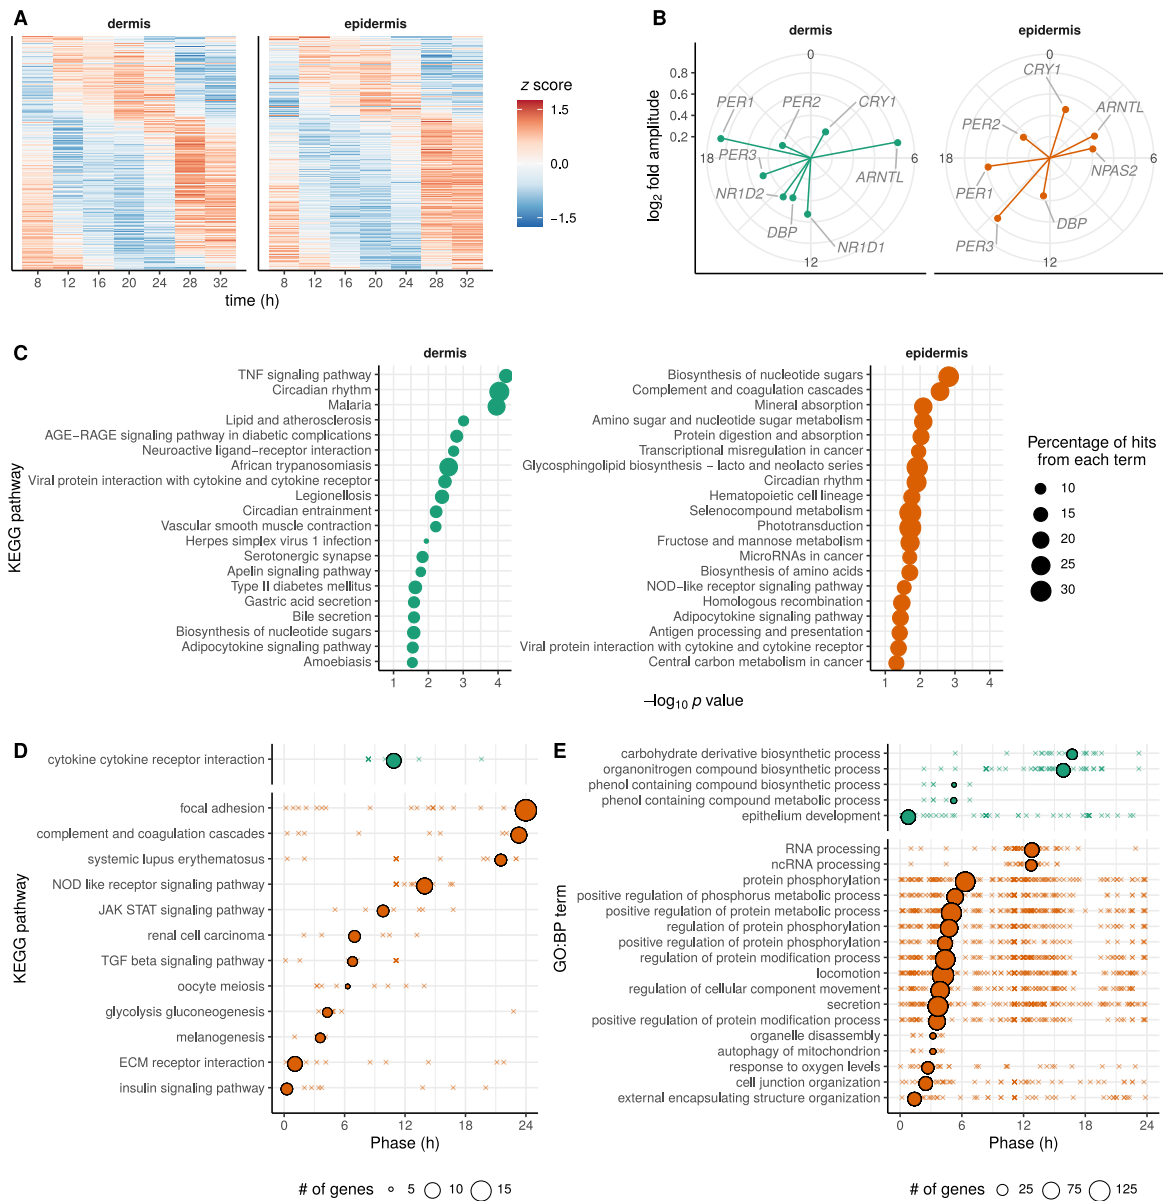 A
dermis
epidermis
8 12 16 20 24 28 32
8 12 16 20 24 28 32
time (h)
z score
1.5
0.0
−1.5
B
dermis
epidermis
log2 fold amplitude
0.8
0.6
0.4
0.2
0
6
12
18
PER1
PER2
CRY1
PER3
ARNTL
NR1D2
DBP
NR1D1
0
6
12
CRY1
ARNTL
PER2
NPAS2
PER1
DBP
PER3
C
dermis
KEGG pathway
TNF signaling pathway
Circadian rhythm
Malaria
Lipid and atherosclerosis
AGE−RAGE signaling pathway in diabetic complications
Neuroactive ligand−receptor interaction
African trypanosomiasis
Viral protein interaction with cytokine and cytokine receptor
Legionellosis
Circadian entrainment
Vascular smooth muscle contraction
Herpes simplex virus 1 infection
Serotonergic synapse
Apelin signaling pathway
Type II diabetes mellitus
Gastric acid secretion
Bile secretion
Biosynthesis of nucleotide sugars
Adipocytokine signaling pathway
Amoebiasis
1 2 3 4
epidermis
Biosynthesis of nucleotide sugars
Complement and coagulation cascades
Mineral absorption
Amino sugar and nucleotide sugar metabolism
Protein digestion and absorption
Transcriptional misregulation in cancer
Glycosphingolipid biosynthesis − lacto and neolacto series
Circadian rhythm
Hematopoietic cell lineage
Selenocompound metabolism
Phototransduction
Fructose and mannose metabolism
MicroRNAs in cancer
Biosynthesis of amino acids
NOD−like receptor signaling pathway
Homologous recombination
Adipocytokine signaling pathway
Antigen processing and presentation
Viral protein interaction with cytokine and cytokine receptor
Central carbon metabolism in cancer
1 2 3 4
−log10 p value
Percentage of hits
from each term
10
15
20
25
30
D
KEGG pathway
cytokine cytokine receptor interaction
focal adhesion
complement and coagulation cascades
systemic lupus erythematosus
NOD like receptor signaling pathway
JAK STAT signaling pathway
renal cell carcinoma
TGF beta signaling pathway
oocyte meiosis
glycolysis gluconeogenesis
melanogenesis
ECM receptor interaction
insulin signaling pathway
0 6 12 18 24
Phase (h)
# of genes 5 10 15
E
GO:BP term
carbohydrate derivative biosynthetic process
organonitrogen compound biosynthetic process
phenol containing compound biosynthetic process
phenol containing compound metabolic process
epithelium development
RNA processing
ncRNA processing
protein phosphorylation
positive regulation of phosphorus metabolic process
positive regulation of protein metabolic process
regulation of protein phosphorylation
positive regulation of protein phosphorylation
regulation of protein modification process
locomotion
regulation of cellular component movement
secretion
positive regulation of protein modification process
organelle disassembly
autophagy of mitochondrion
response to oxygen levels
cell junction organization
external encapsulating structure organization
0 6 12 18 24
Phase (h)
# of genes 25 75 125